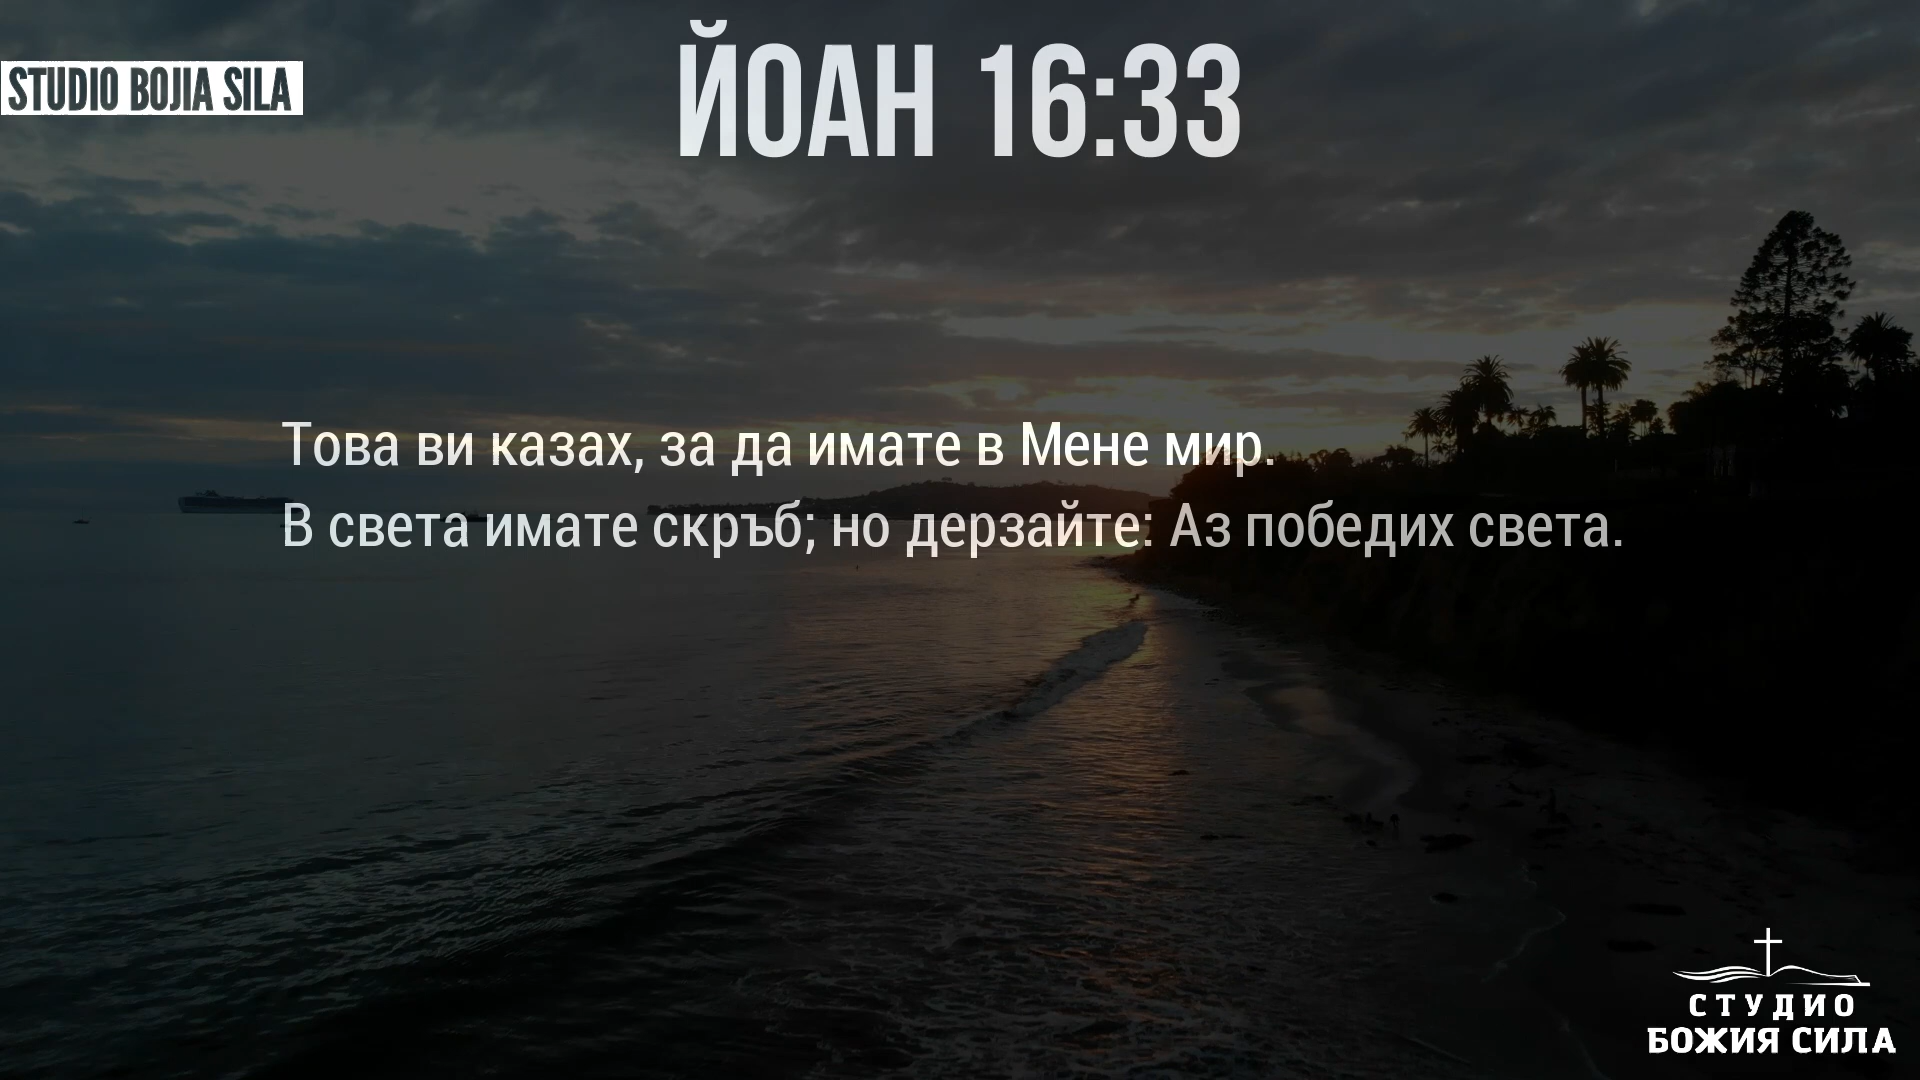 ЙОАН 16:33
STUDIO BOJIA SILA
Това ви казах, за да имате в Мене мир.
В света имате скръб; но дерзайте: Аз победих света.
СТУДИО
БОЖИЯ СИЛА